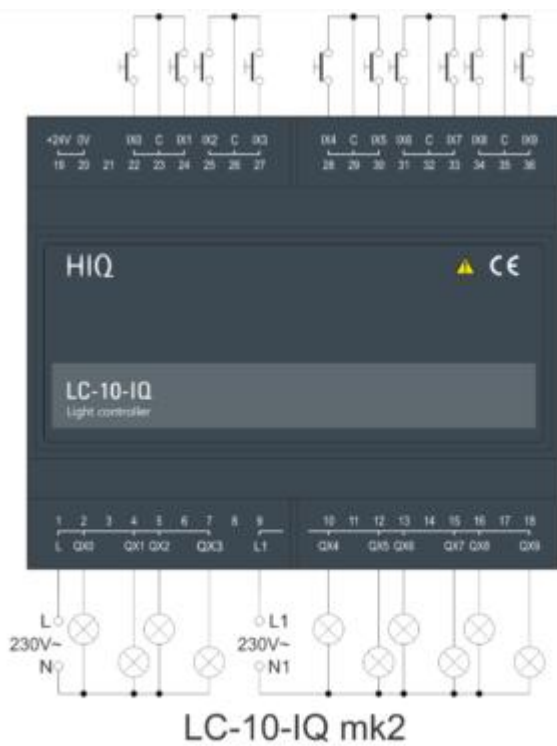 +24V 0V IX0 C IX1 IX2 C IX3 IX4 C IX5 IX6 C IX7 IX8 C IX9
19 20 21 22 23 24 25 26 27 28 29 30 31 32 33 34 35 36
HIQ CE
LC-10-IQ
Light controller
1 2 3 4 5 6 7 8 9 10 11 12 13 14 15 16 17 18
L QX0 QX1 QX2 QX3 L1 QX4 QX5 QX6 QX7 QX8 QX9
L L1
230V~ 230V~
N N1
LC-10-IQ mk2